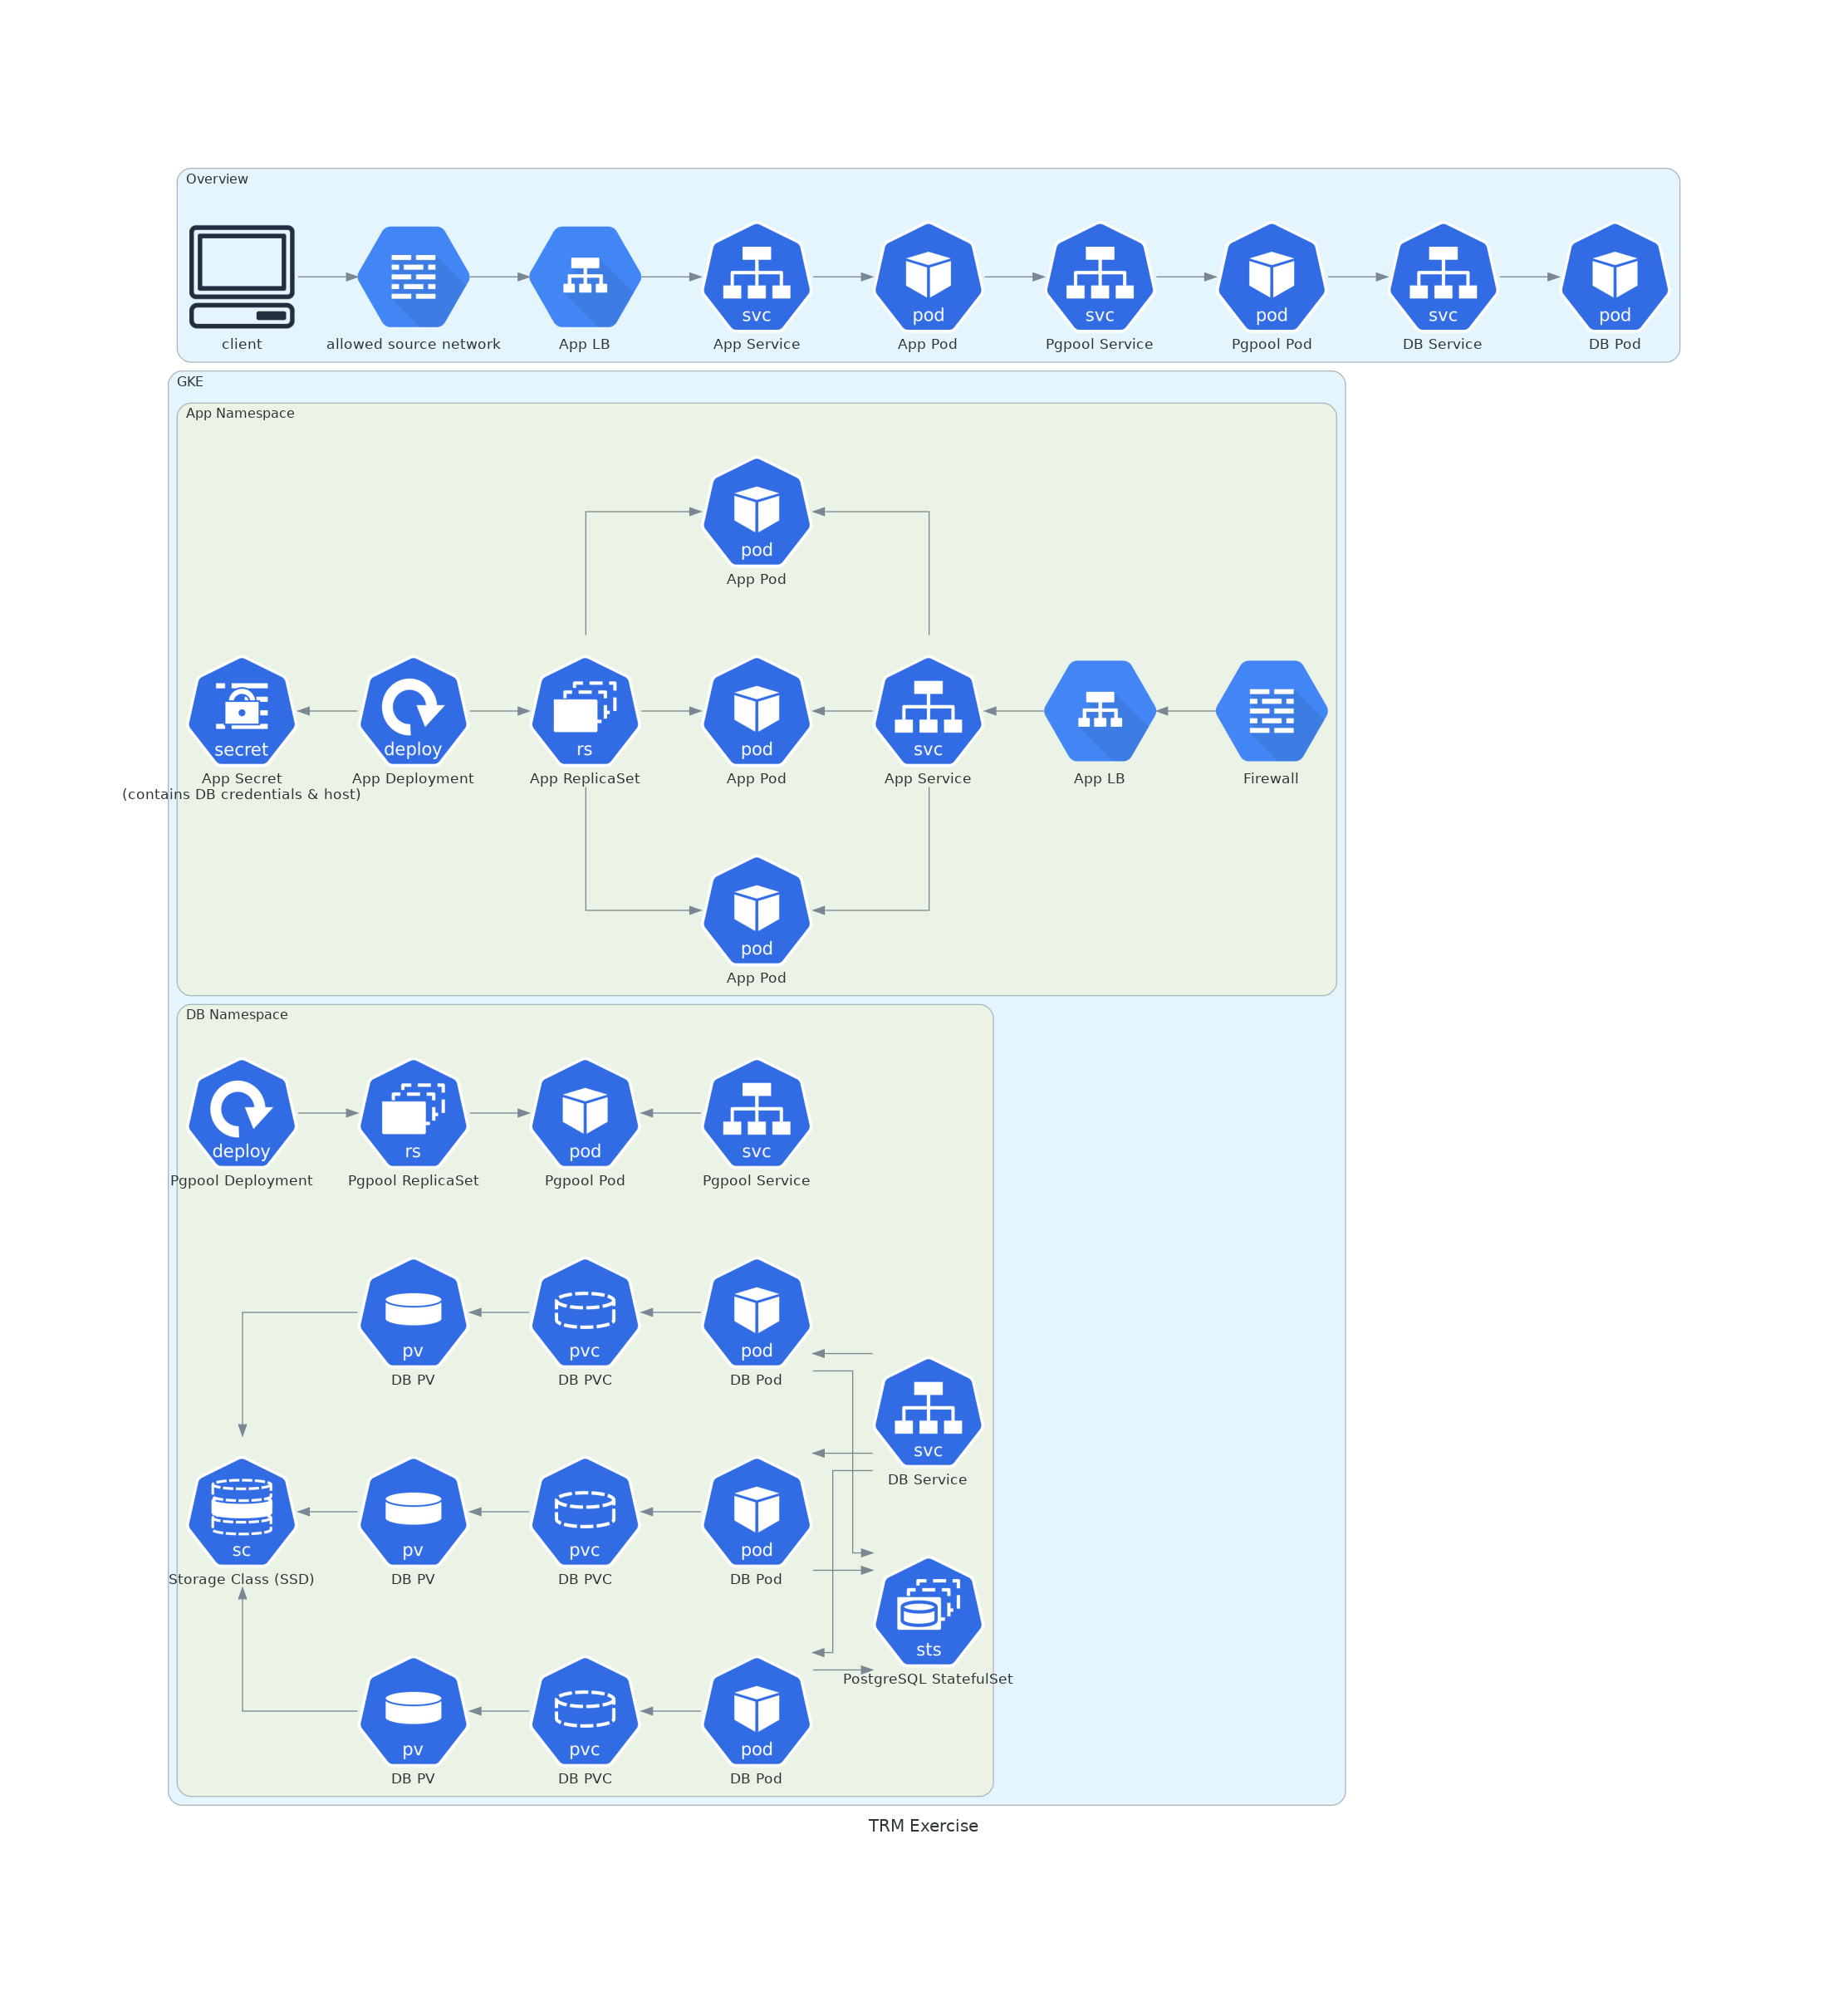 Overview
svc
pod
svc
pod
svc
pod
client
allowed source network
App LB
App Service
App Pod
Pgpool Service
Pgpool Pod
DB Service
DB Pod
GKE
App Namespace
pod
App Pod
secret
deploy
rs
pod
svc
App Secret
(contains DB credentials & host)
App Deployment
App ReplicaSet
App Pod
App Service
App LB
Firewall
pod
App Pod
DB Namespace
deploy
rs
pod
svc
Pgpool Deployment
Pgpool ReplicaSet
Pgpool Pod
Pgpool Service
pv
pvc
pod
DB PV
DB PVC
DB Pod
svc
DB Service
sc
pv
pvc
pod
Storage Class (SSD)
DB PV
DB PVC
DB Pod
sts
PostgreSQL StatefulSet
pv
pvc
pod
DB PV
DB PVC
DB Pod
TRM Exercise